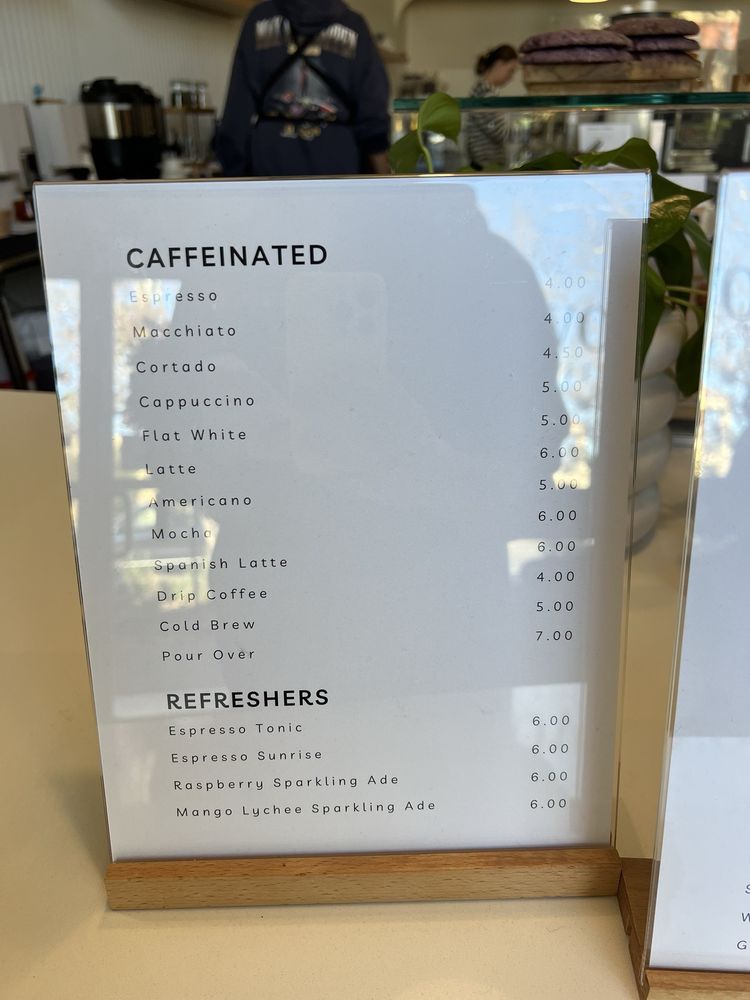 CAFFEINATED
Espresso 4.00
Macchiato 4.00
Cortado 4.50
Cappuccino 5.00
Flat White 5.00
Latte 6.00
Americano 5.00
Mocha 6.00
Spanish Latte 6.00
Drip Coffee 4.00
Cold Brew 5.00
Pour Over 7.00
REFRESHERS
Espresso Tonic 6.00
Espresso Sunrise 6.00
Raspberry Sparkling Ade 6.00
Mango Lychee Sparkling Ade 6.00